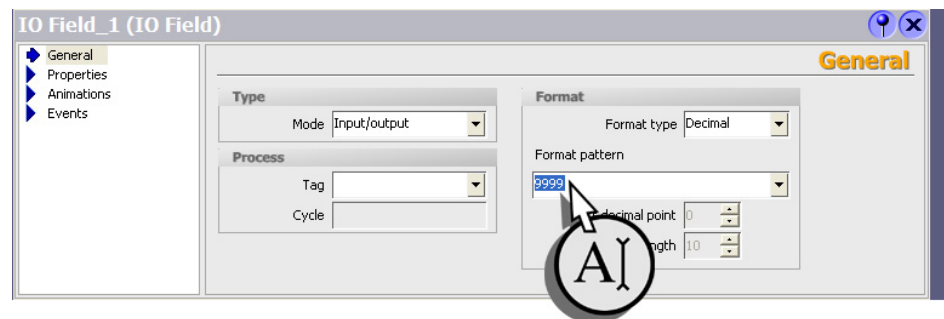 IO Field_1 (IO Field)
General
Properties
Animations
Events
General
Type
Mode Input/output
Process
Tag
Cycle
Format
Format type Decimal
Format pattern
9999
decimal point 0
10
A